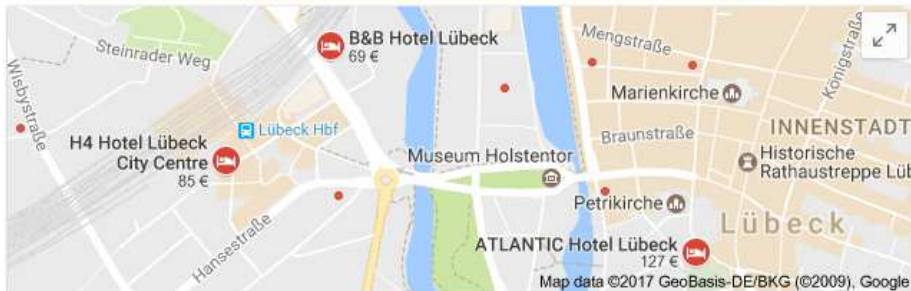 B&B Hotel Lübeck
69 €
Steinrader Weg
Wisbystraße
Mengstraße
Königstraße
Marienkirche
H4 Hotel Lübeck
City Centre
85 €
Lübeck Hbf
Braunstraße
INNENSTADT
Museum Holstentor
Historische
Rathaustreppe Lüb
Hansestraße
Petrikirche
Lübeck
ATLANTIC Hotel Lübeck
127 €
Map data ©2017 GeoBasis-DE/BKG (©2009), Google